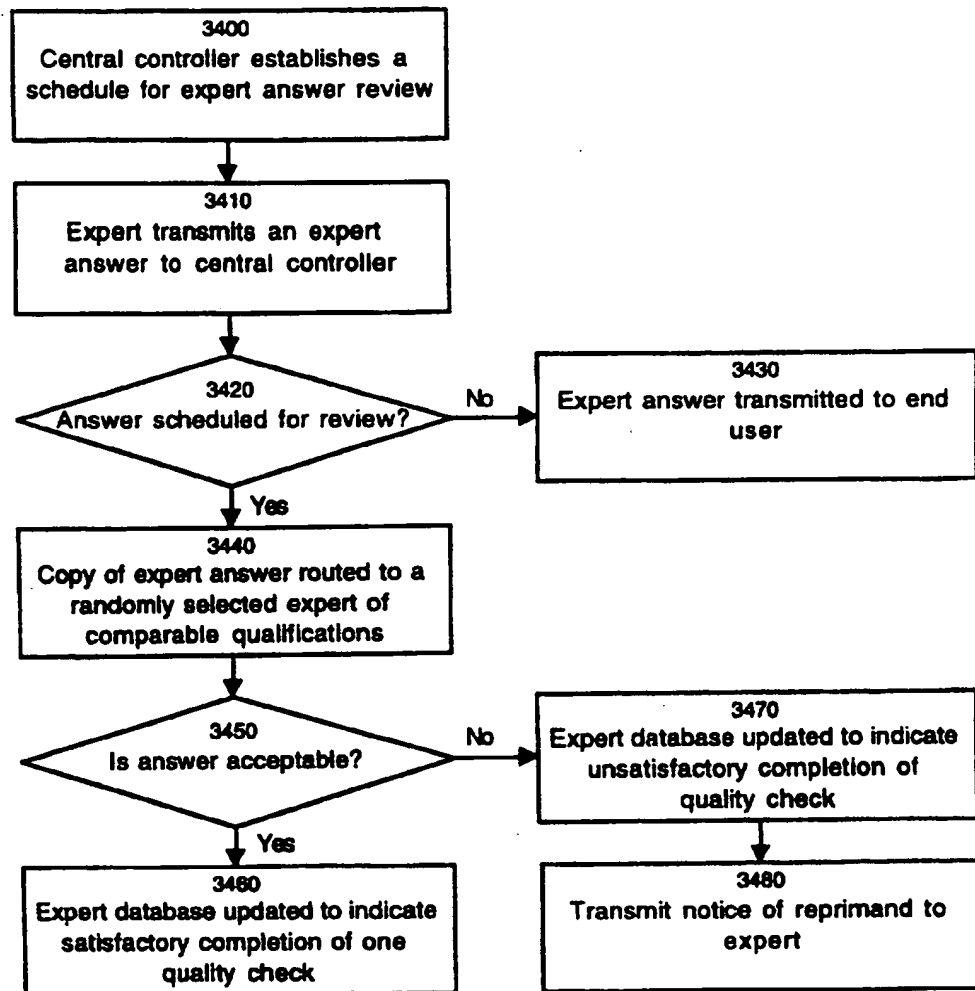 3400
Central controller establishes a
schedule for expert answer review
3410
Expert transmits an expert
answer to central controller
3420
Answer scheduled for review?
No
3430
Expert answer transmitted to end
user
Yes
3440
Copy of expert answer routed to a
randomly selected expert of
comparable qualifications
3450
Is answer acceptable?
No
3470
Expert database updated to indicate
unsatisfactory completion of
quality check
Yes
3460
Expert database updated to indicate
satisfactory completion of one
quality check
3480
Transmit notice of reprimand to
expert